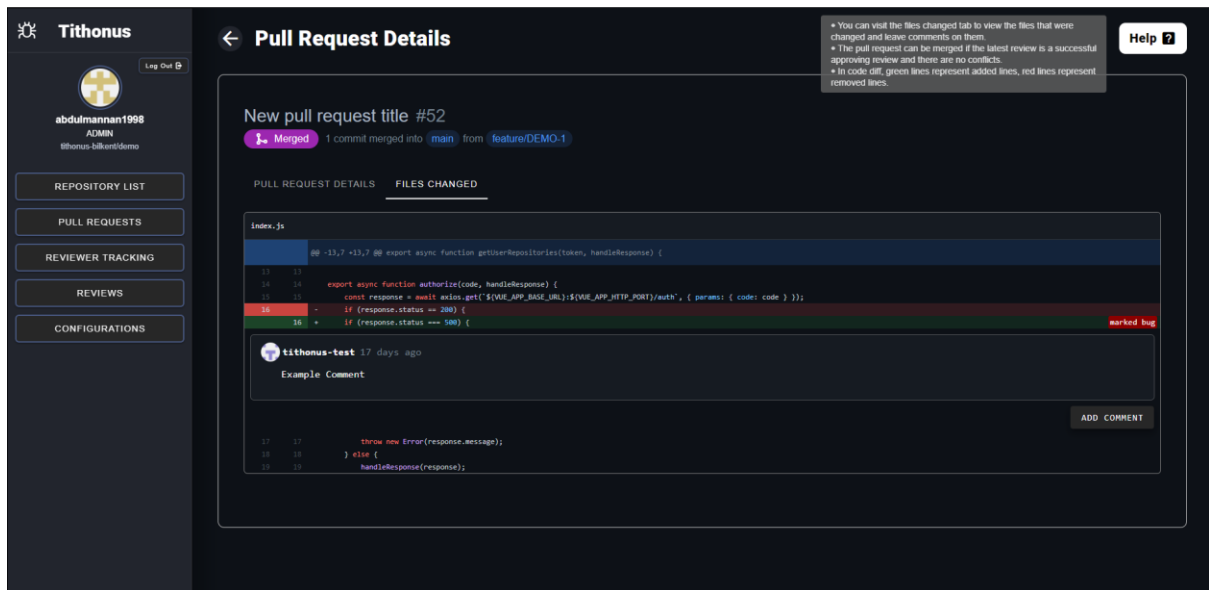 Tithonus
Log Out
abdulmannan1998
ADMIN
tithonus-bilkent/demo
REPOSITORY LIST
PULL REQUESTS
REVIEWER TRACKING
REVIEWS
CONFIGURATIONS
Pull Request Details
• You can visit the files changed tab to view the files that were
changed and leave comments on them.
• The pull request can be merged if the latest review is a successful
approving review and there are no conflicts.
• In code diff, green lines represent added lines, red lines represent
removed lines.
Help ?
New pull request title #52
Merged 1 commit merged into main from feature/DEMO-1
PULL REQUEST DETAILS FILES CHANGED
index.js
@@ -13,7 +13,7 @@ export async function getUserRepositories(token, handleResponse) {
13 13
14 14 export async function authorize(code, handleResponse) {
15 15 const response = await axios.get(`${VUE_APP_BASE_URL}:${VUE_APP_HTTP_PORT}/auth`, { params: { code: code } });
16 - if (response.status == 200) {
16 + if (response.status === 500) { marked bug
tithonus-test 17 days ago
Example Comment
ADD COMMENT
17 17 throw new Error(response.message);
18 18 } else {
19 19 handleResponse(response);